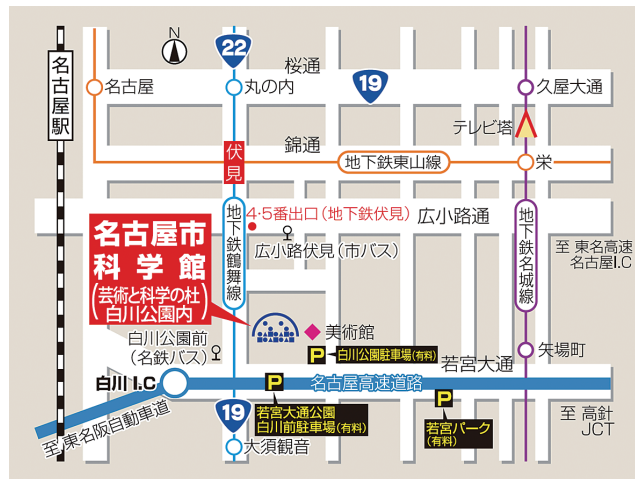 N
22
桜通
19
名古屋駅
名古屋
丸の内
久屋大通
テレビ塔
伏見
錦通
地下鉄東山線
栄
地下鉄鶴舞線
4・5番出口(地下鉄伏見)
広小路通
地下鉄名城線
名古屋市
科学館
(芸術と科学の杜
白川公園内)
広小路伏見(市バス)
至 東名高速
名古屋I.C
白川公園前
(名鉄バス)
美術館
P 白川公園駐車場(有料)
若宮大通
矢場町
白川 I.C
P
名古屋高速道路
若宮大通公園
白川前駐車場(有料)
P
若宮パーク
(有料)
至 高針
JCT
至 東名阪自動車道
19
大須観音